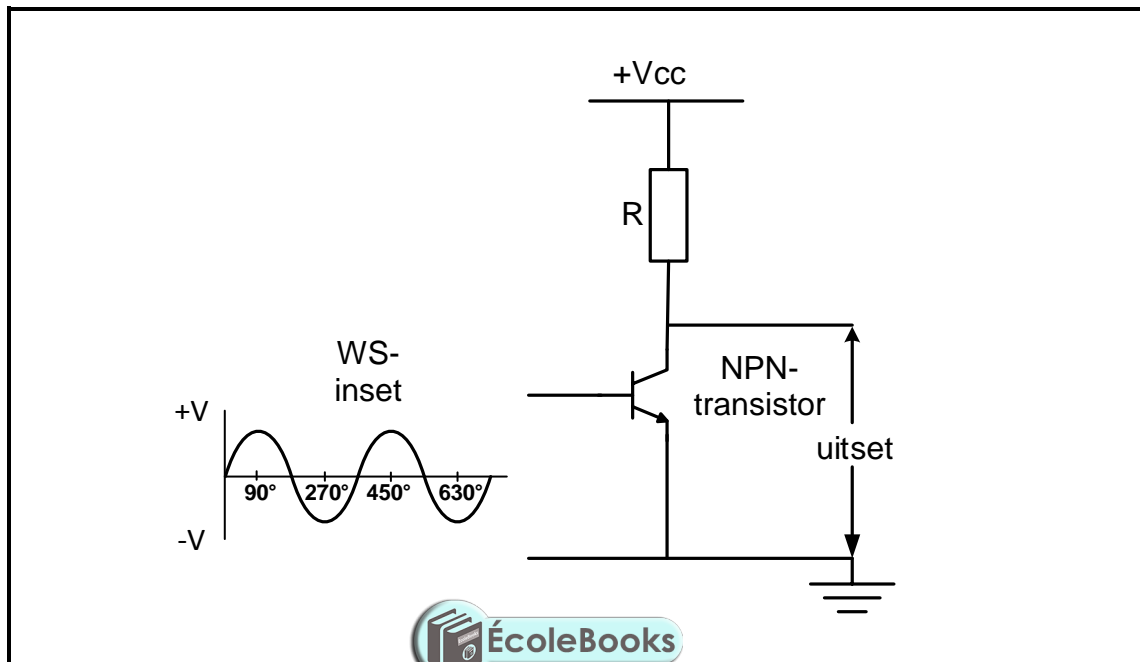 +Vcc
R
WS-
inset
NPN-
transistor
+V
uitset
90° 270° 450° 630°
-V
ÉcoleBooks